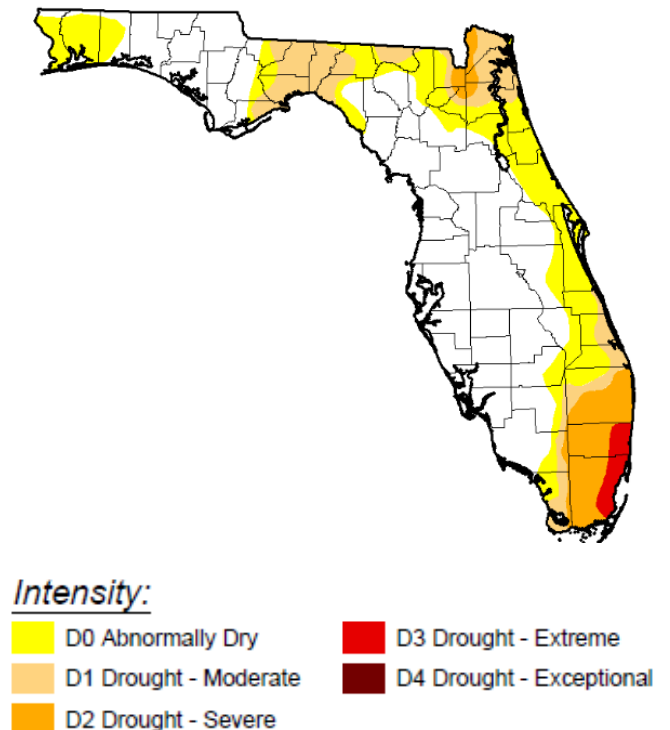 Intensity:
D0 Abnormally Dry
D1 Drought - Moderate
D2 Drought - Severe
D3 Drought - Extreme
D4 Drought - Exceptional